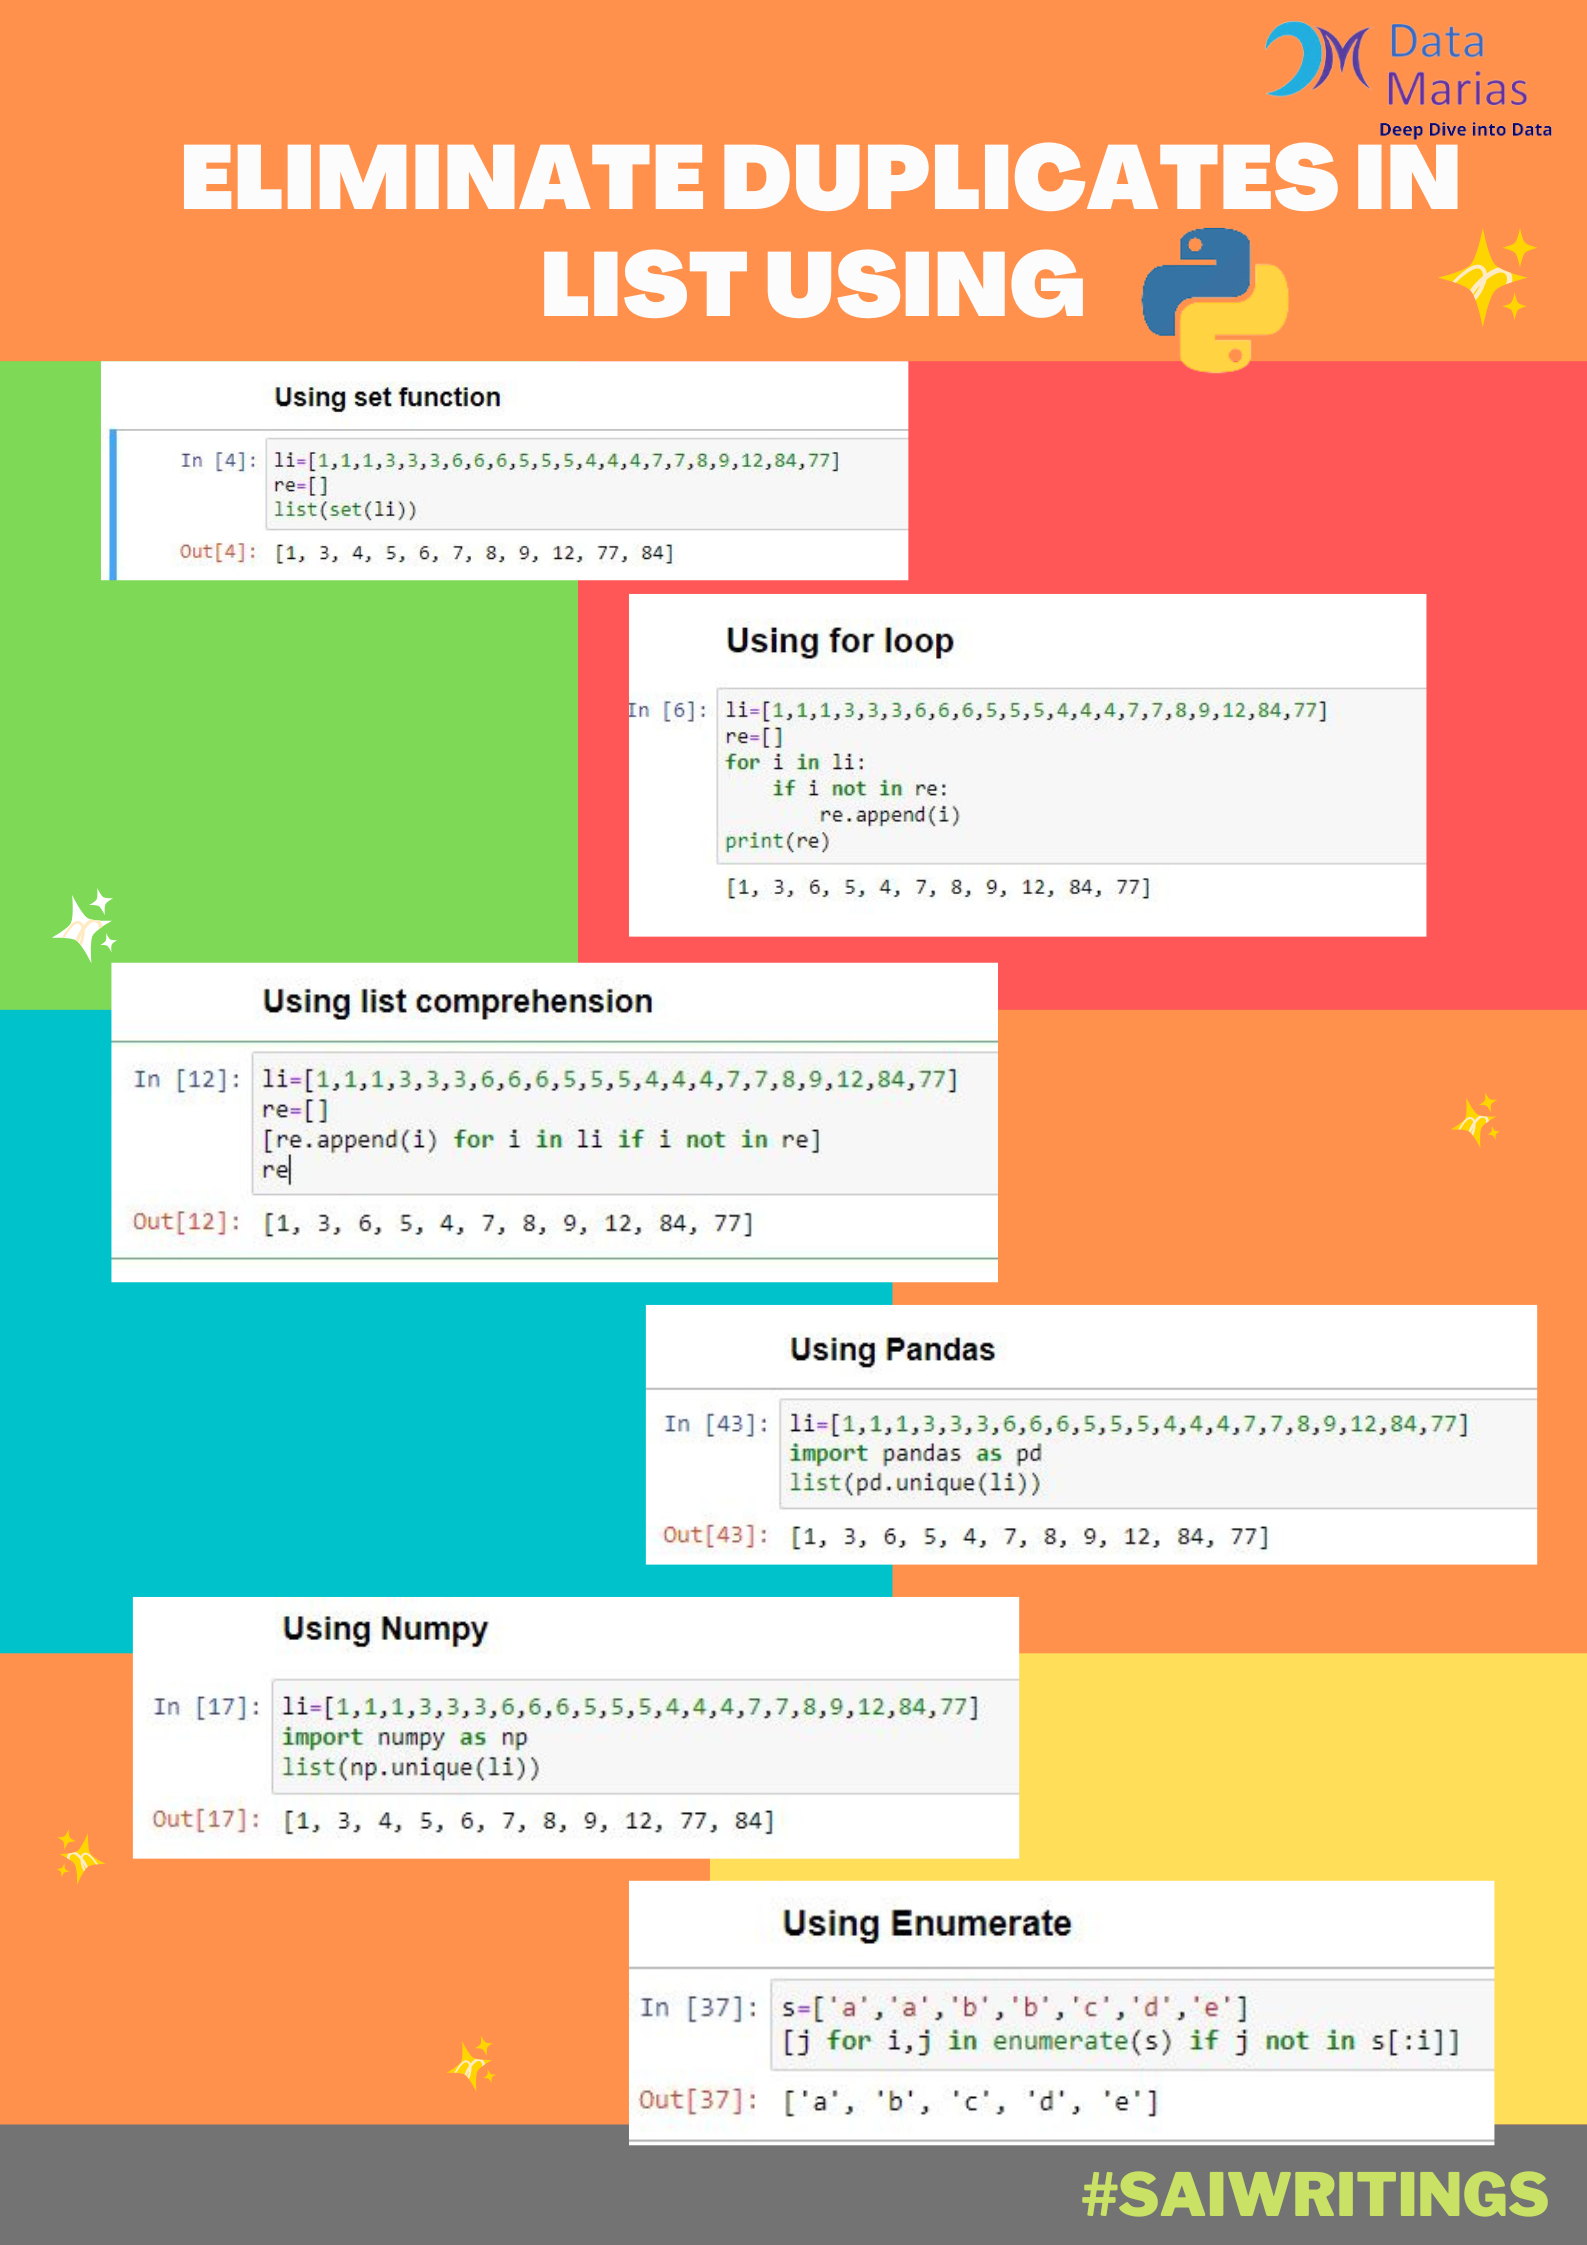 Data
Marias
Deep Dive into Data
ELIMINATE DUPLICATES IN
LIST USING
Using set function
In [4]: li=[1,1,1,3,3,3,6,6,6,5,5,5,4,4,4,7,7,8,9,12,84,77]
re=[]
list(set(li))
Out[4]: [1, 3, 4, 5, 6, 7, 8, 9, 12, 77, 84]
Using for loop
In [6]: li=[1,1,1,3,3,3,6,6,6,5,5,5,4,4,4,7,7,8,9,12,84,77]
re=[]
for i in li:
    if i not in re:
        re.append(i)
print(re)
[1, 3, 6, 5, 4, 7, 8, 9, 12, 84, 77]
Using list comprehension
In [12]: li=[1,1,1,3,3,3,6,6,6,5,5,5,4,4,4,7,7,8,9,12,84,77]
re=[]
[re.append(i) for i in li if i not in re]
re
Out[12]: [1, 3, 6, 5, 4, 7, 8, 9, 12, 84, 77]
Using Pandas
In [43]: li=[1,1,1,3,3,3,6,6,6,5,5,5,4,4,4,7,7,8,9,12,84,77]
import pandas as pd
list(pd.unique(li))
Out[43]: [1, 3, 6, 5, 4, 7, 8, 9, 12, 84, 77]
Using Numpy
In [17]: li=[1,1,1,3,3,3,6,6,6,5,5,5,4,4,4,7,7,8,9,12,84,77]
import numpy as np
list(np.unique(li))
Out[17]: [1, 3, 4, 5, 6, 7, 8, 9, 12, 77, 84]
Using Enumerate
In [37]: s=['a','a','b','b','c','d','e']
[j for i,j in enumerate(s) if j not in s[:i]]
Out[37]: ['a', 'b', 'c', 'd', 'e']
#SAIWRITINGS